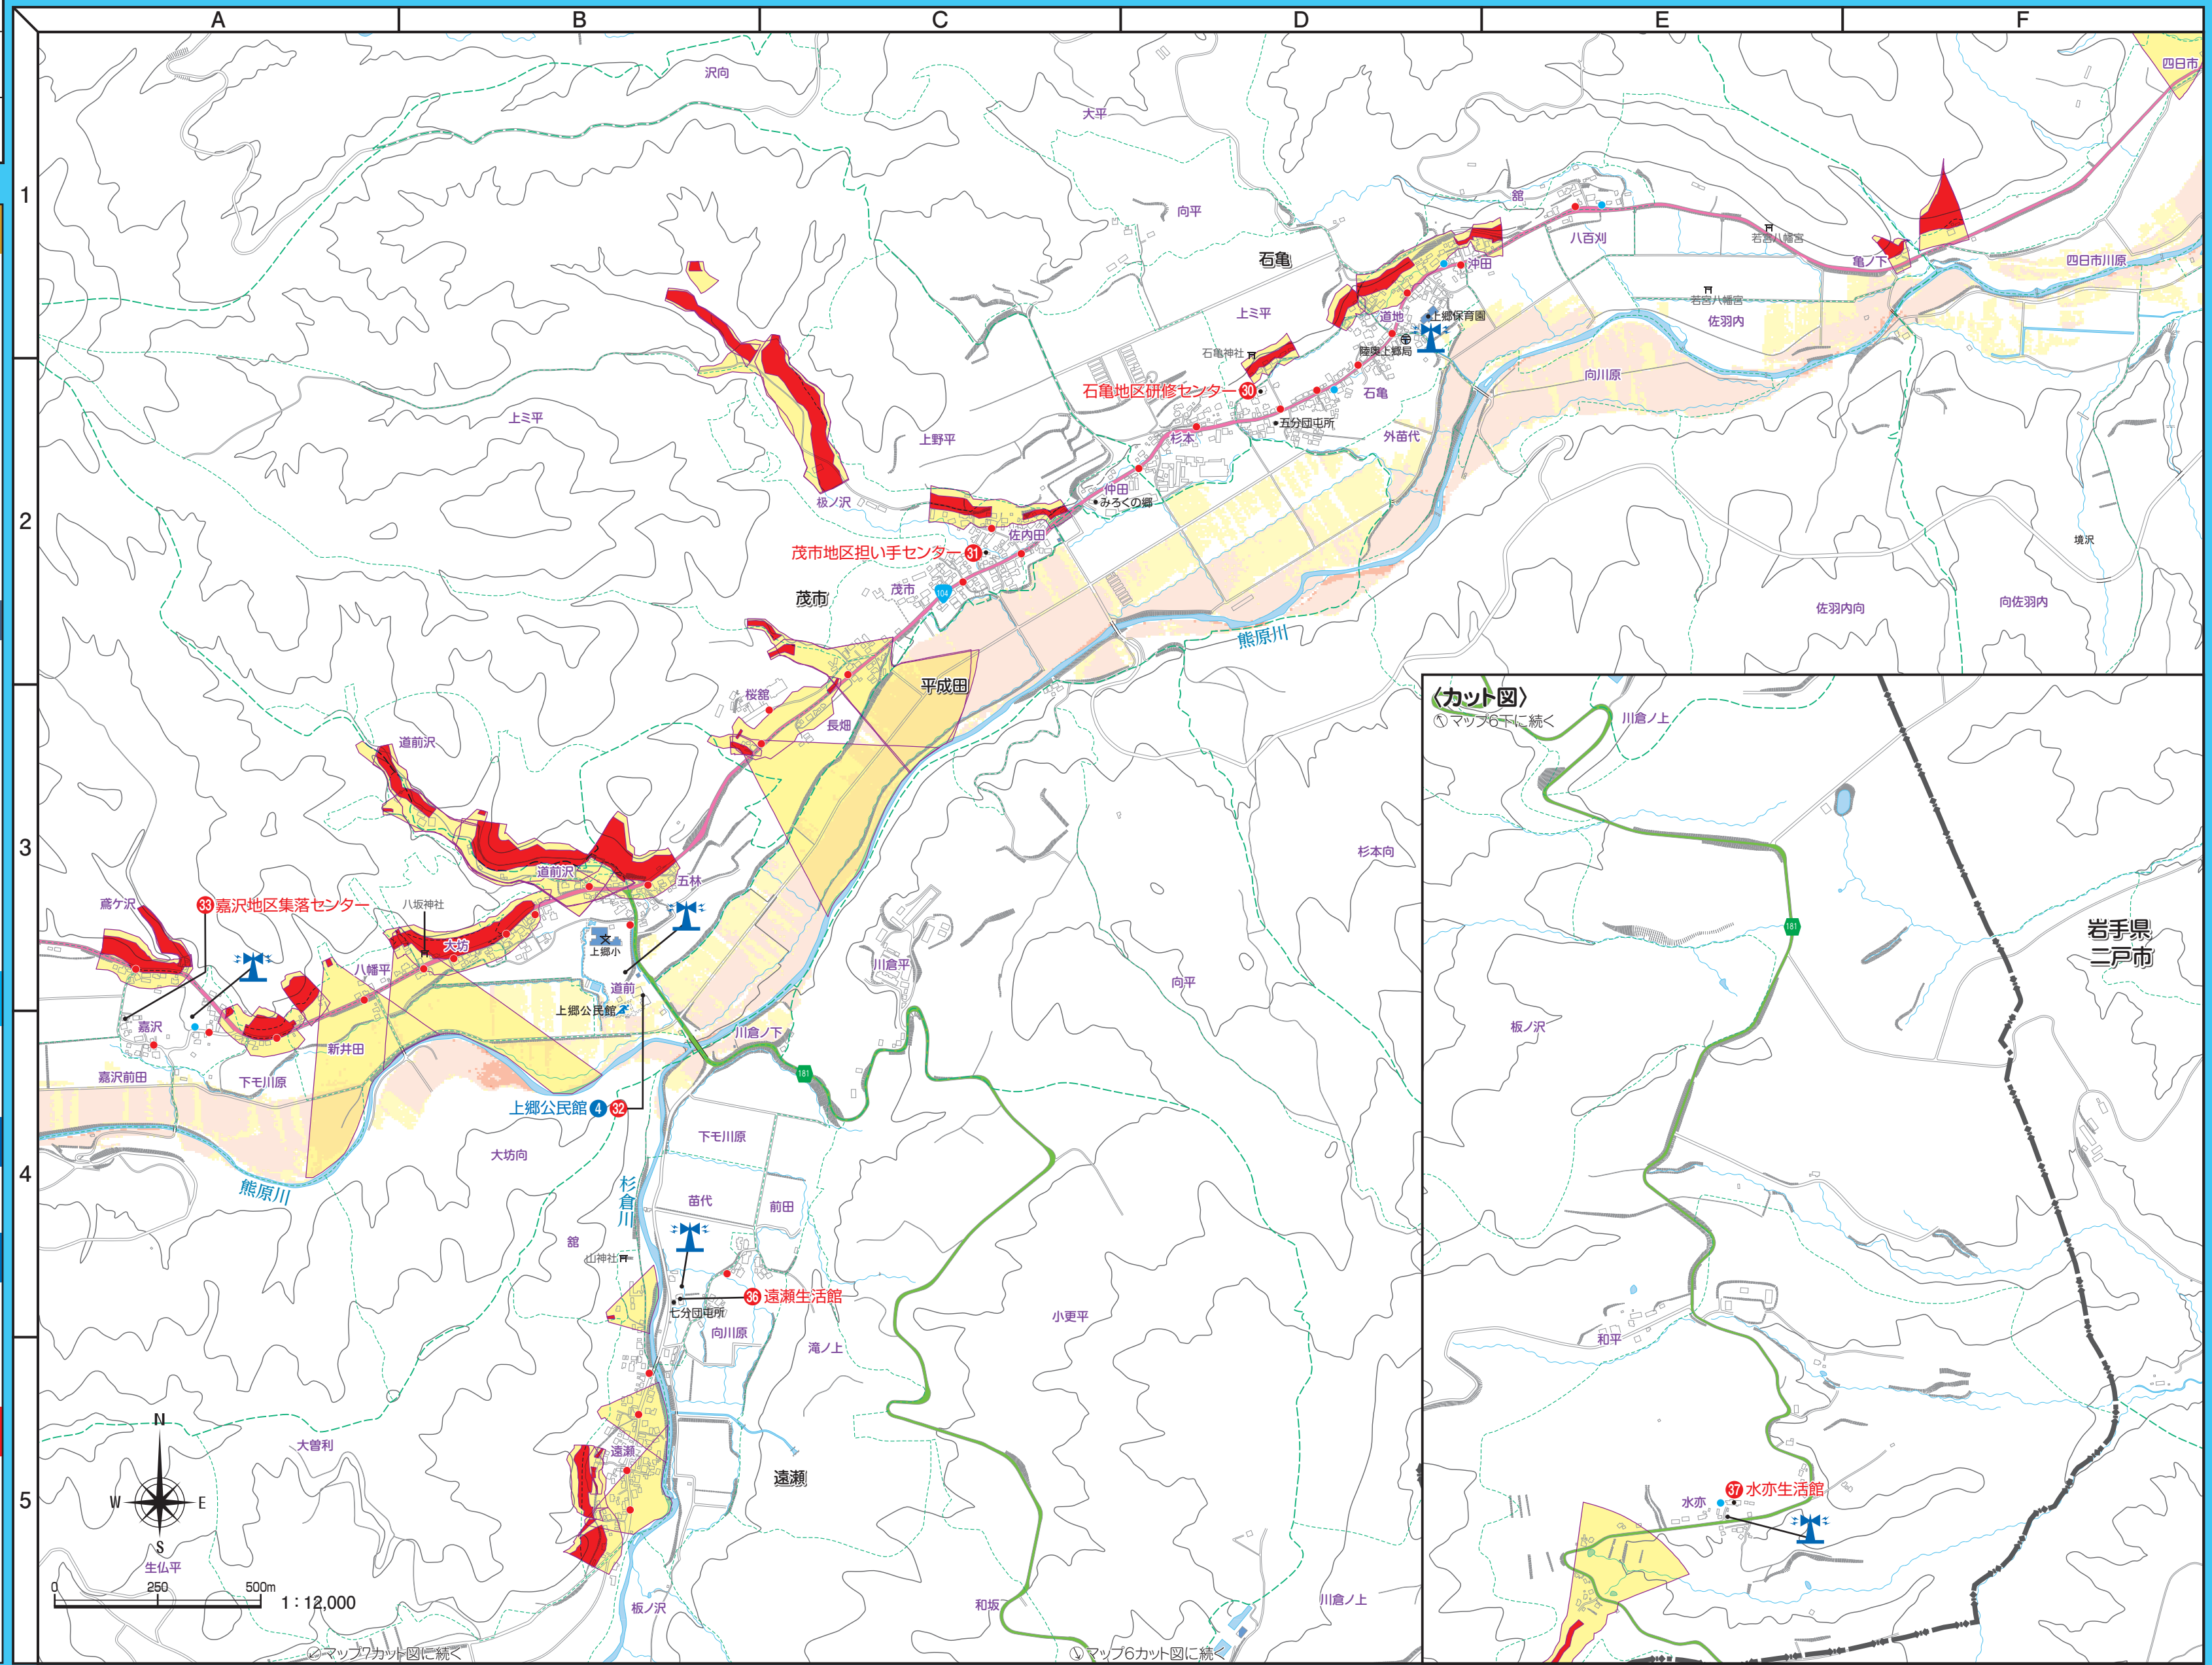 A
B
C
D
E
F
1
2
3
4
5
沢向
大平
四日市
向平
舘
石亀
八百刈
若宮八幡宮
亀ノ下
四日市川原
沖田
若宮八幡宮
上ミ平
道地
上郷保育園
佐羽内
石亀神社
陸奥上郷局
石亀地区研修センター 30
石亀
向川原
上ミ平
上野平
五分団屯所
杉本
外苗代
仲田
みろくの郷
板ノ沢
佐内田
茂市地区担い手センター 31
茂市
茂市
104
境沢
佐羽内向
向佐羽内
熊原川
平成田
桜舘
長畑
〈カット図〉
マップ6下に続く
川倉ノ上
道前沢
杉本向
道前沢
五林
鳶ケ沢
33 嘉沢地区集落センター
八坂神社
大坊
上郷小
八幡平
川倉平
向平
181
岩手県
二戸市
道前
上郷公民館
嘉沢
川倉ノ下
新井田
板ノ沢
嘉沢前田
下モ川原
181
上郷公民館 4 32
下モ川原
大坊向
熊原川
杉倉川
苗代
前田
舘
山神社
36 遠瀬生活館
七分団屯所
向川原
小更平
滝ノ上
和平
N
W
E
S
大曽利
遠瀬
遠瀬
37 水亦生活館
水亦
生仏平
0 250 500m
1：12,000
板ノ沢
和坂
川倉ノ上
マップ7カット図に続く
マップ6カット図に続く